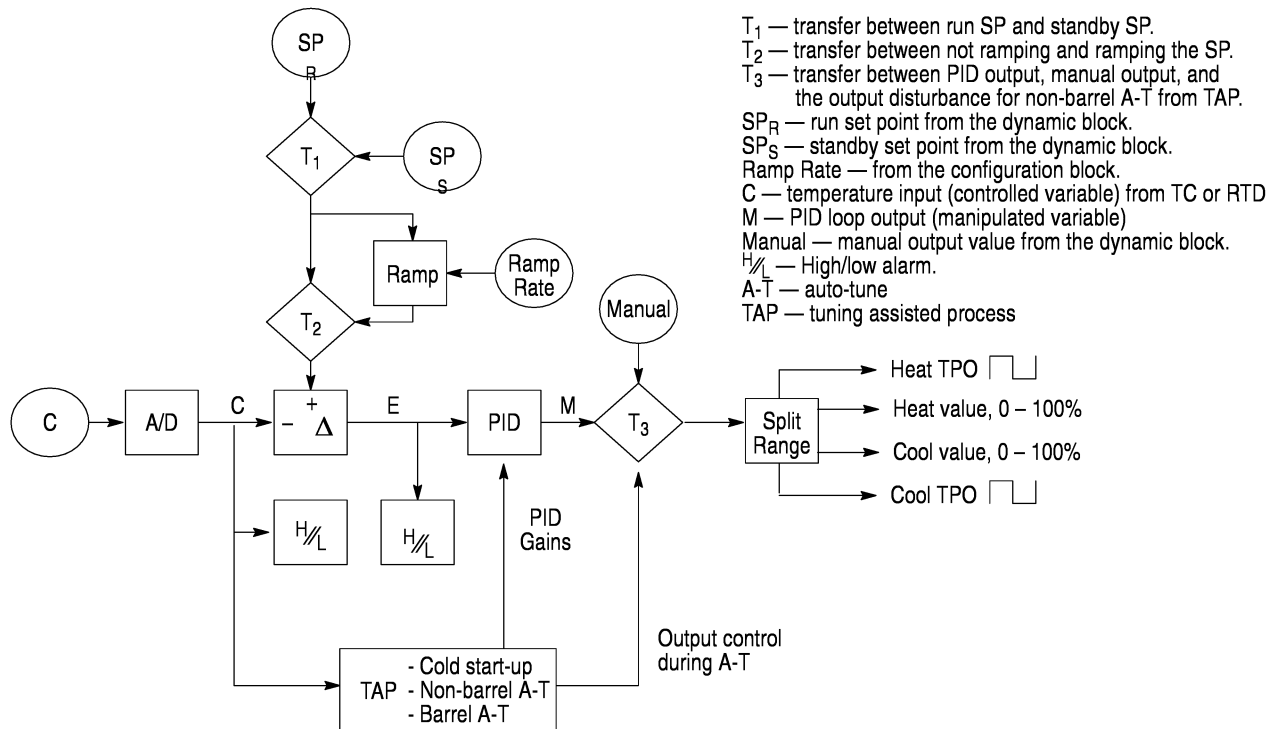 SP
R
T1
SP
S
Ramp
Ramp
Rate
T2
Manual
C
A/D
C
+
– Δ
E
PID
M
T3
Split
Range
Heat TPO
Heat value, 0 – 100%
Cool value, 0 – 100%
Cool TPO
H//L
H//L
PID
Gains
Output control
during A-T
TAP
- Cold start-up
- Non-barrel A-T
- Barrel A-T
T1 — transfer between run SP and standby SP.
T2 — transfer between not ramping and ramping the SP.
T3 — transfer between PID output, manual output, and
the output disturbance for non-barrel A-T from TAP.
SPR — run set point from the dynamic block.
SPS — standby set point from the dynamic block.
Ramp Rate — from the configuration block.
C — temperature input (controlled variable) from TC or RTD
M — PID loop output (manipulated variable)
Manual — manual output value from the dynamic block.
H//L — High/low alarm.
A-T — auto-tune
TAP — tuning assisted process